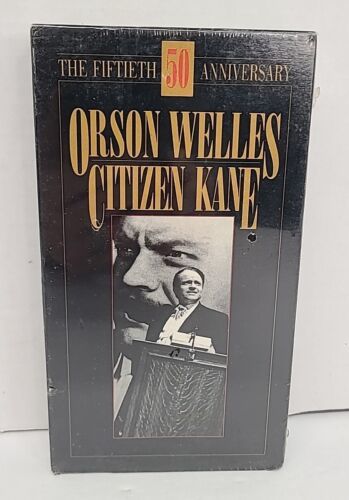 THE FIFTIETH 50 ANNIVERSARY
ORSON WELLES
CITIZEN KANE